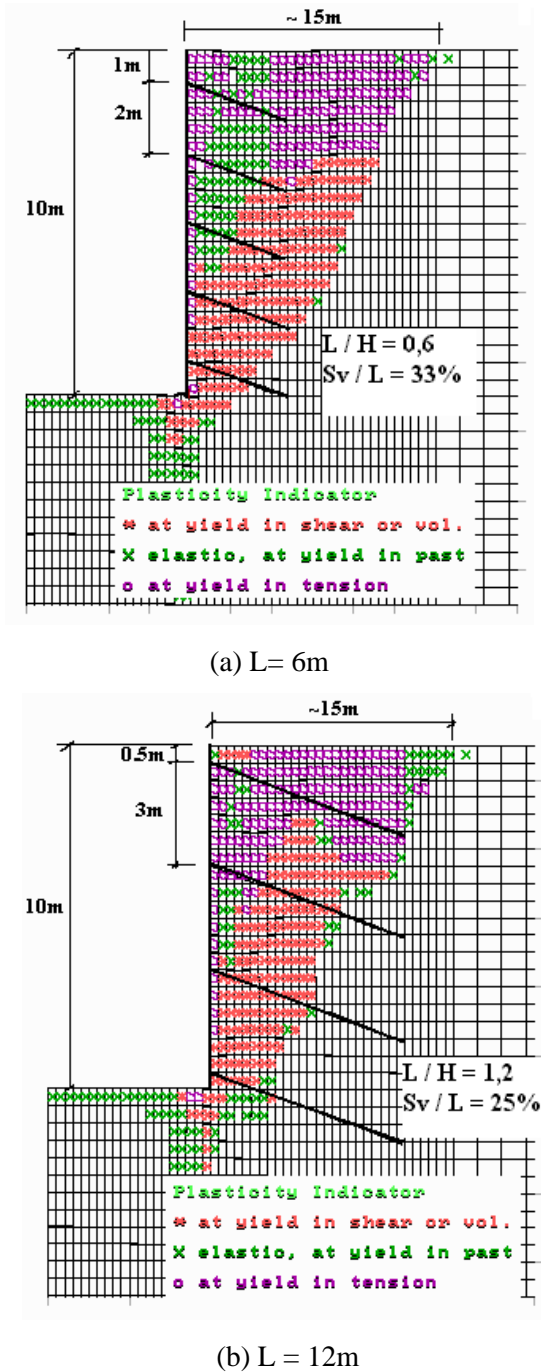 ~ 15m
1m
2m
10m
L / H = 0,6
Sv / L = 33%
Plasticity Indicator
* at yield in shear or vol.
X elastic, at yield in past
o at yield in tension
(a) L= 6m
~15m
0.5m
3m
10m
L / H = 1,2
Sv / L = 25%
Plasticity Indicator
* at yield in shear or vol.
X elastic, at yield in past
o at yield in tension
(b) L = 12m